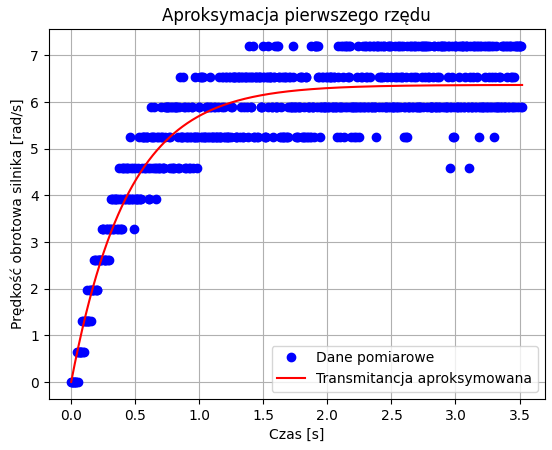 Aproksymacja pierwszego rzędu
Prędkość obrotowa silnika [rad/s]
7
6
5
4
3
2
1
0
Dane pomiarowe
Transmitancja aproksymowana
0.0 0.5 1.0 1.5 2.0 2.5 3.0 3.5
Czas [s]